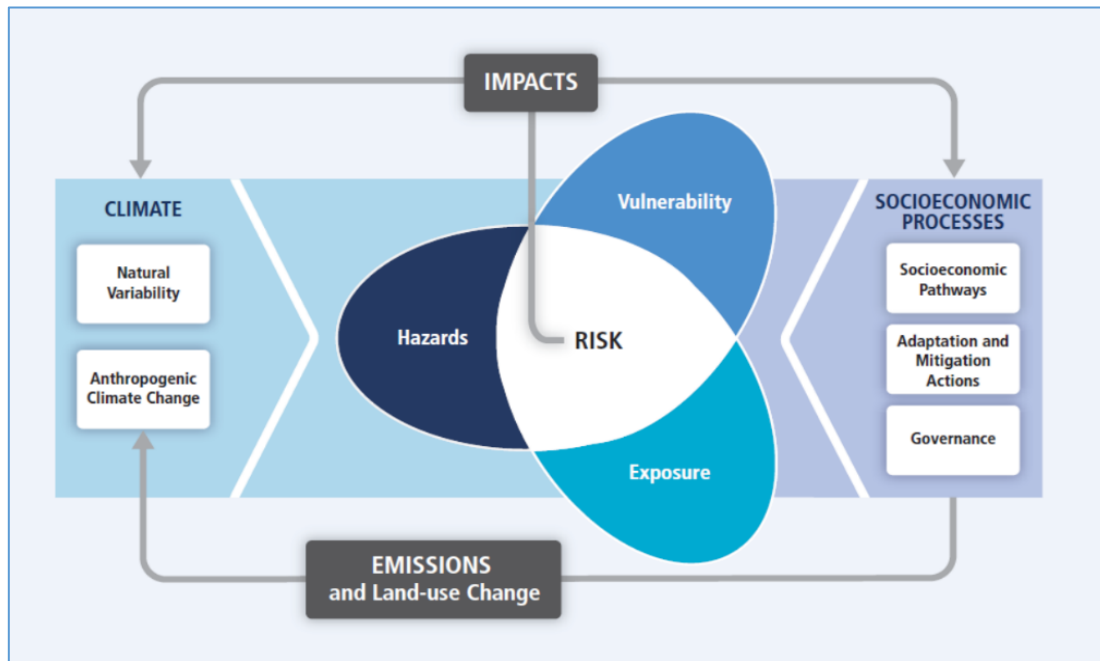 IMPACTS
Vulnerability
CLIMATE
Natural
Variability
Anthropogenic
Climate Change
Hazards
RISK
Exposure
SOCIOECONOMIC
PROCESSES
Socioeconomic
Pathways
Adaptation and
Mitigation
Actions
Governance
EMISSIONS
and Land-use Change